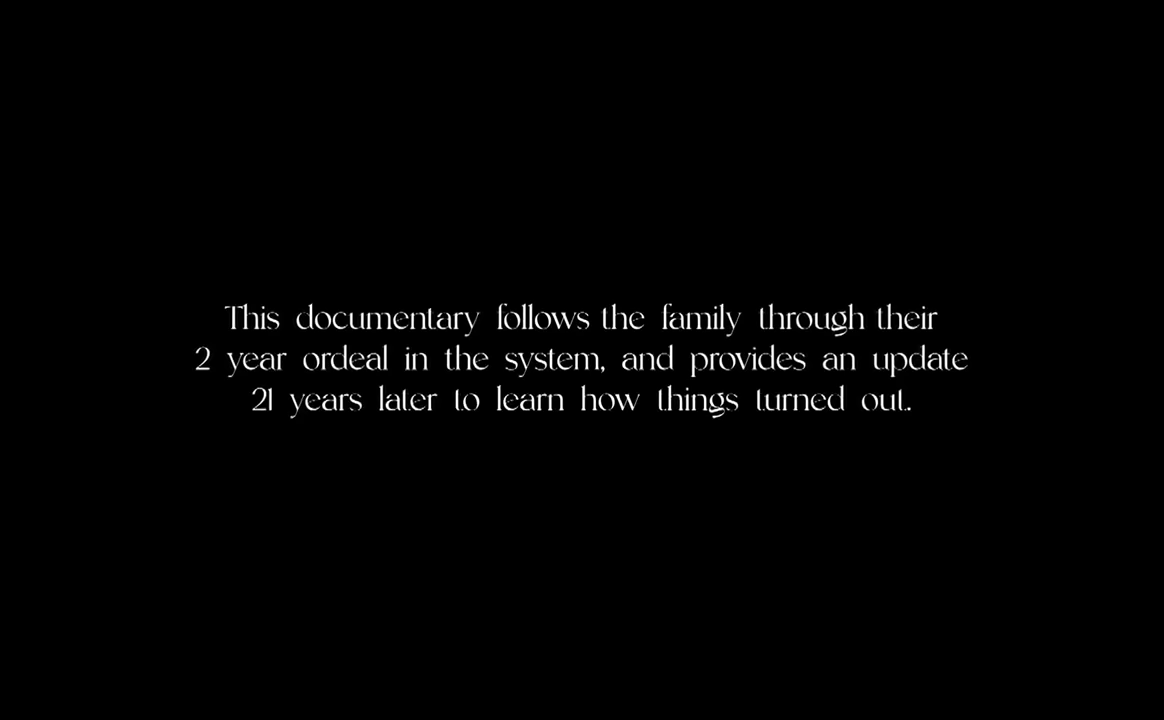 This documentary follows the family through their
2 year ordeal in the system, and provides an update
21 years later to learn how things turned out.